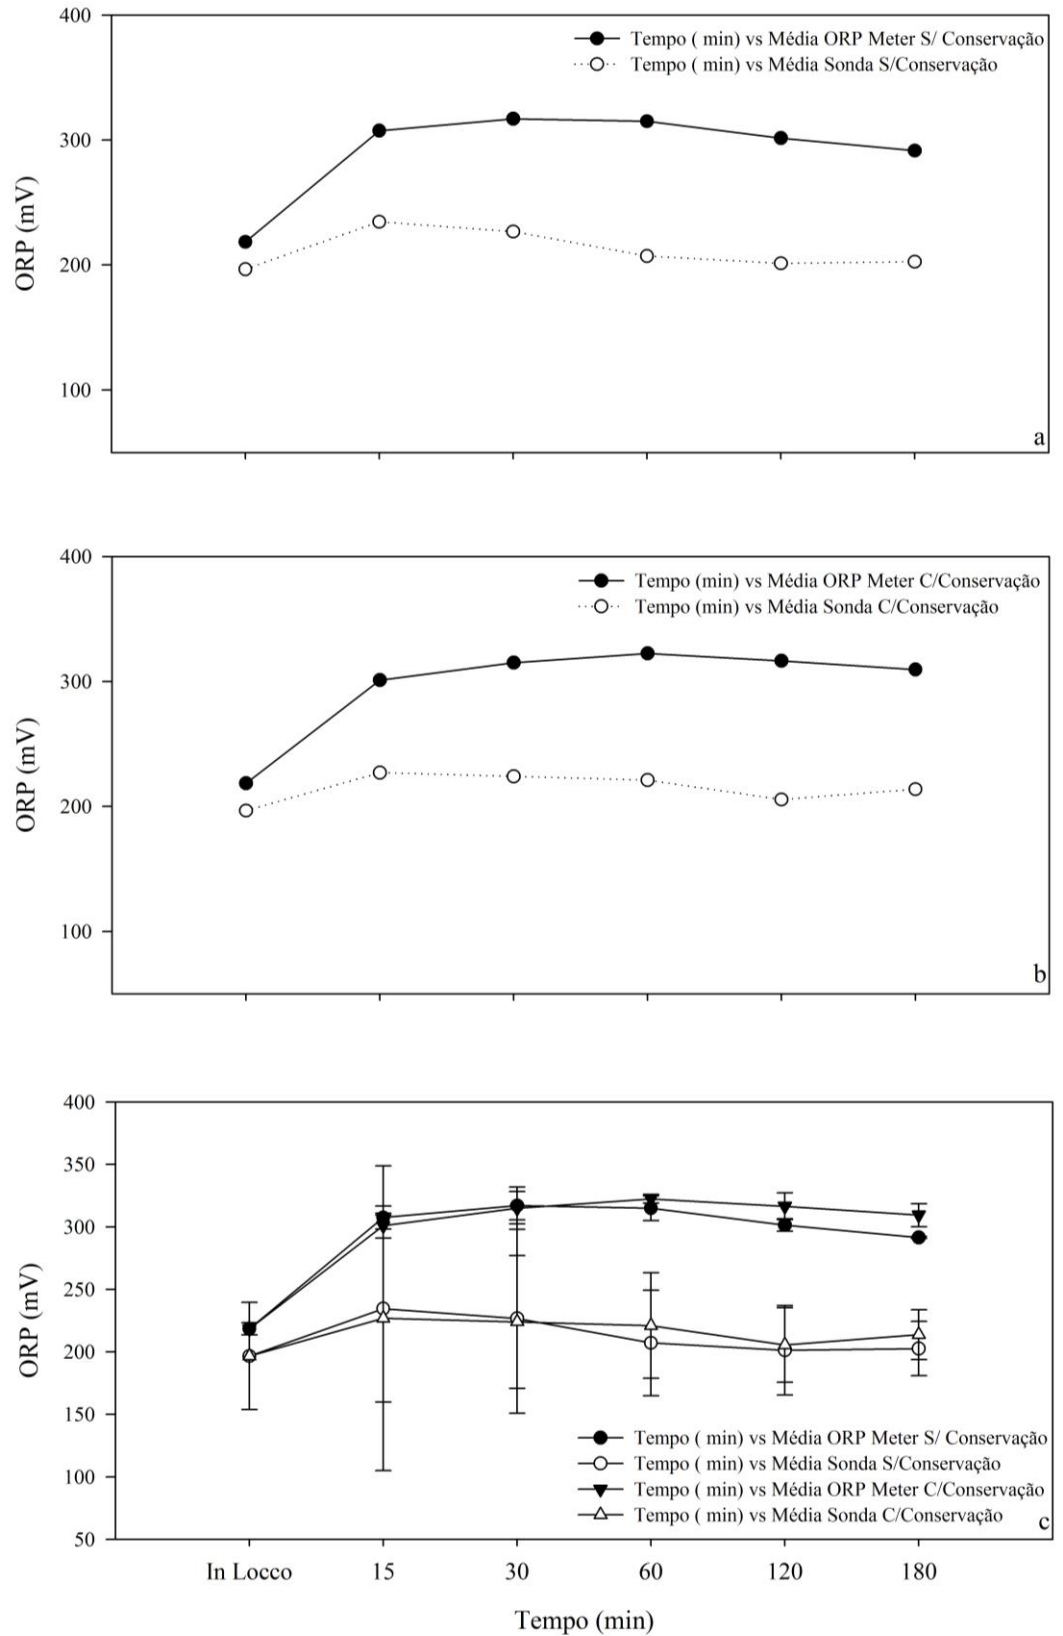 400
Tempo ( min) vs Média ORP Meter S/ Conservação
Tempo ( min) vs Média Sonda S/Conservação
300
ORP (mV)
200
100
a
400
Tempo (min) vs Média ORP Meter C/Conservação
Tempo (min) vs Média Sonda C/Conservação
300
ORP (mV)
200
100
b
400
350
300
250
ORP (mV)
200
150
Tempo ( min) vs Média ORP Meter S/ Conservação
Tempo ( min) vs Média Sonda S/Conservação
100
Tempo ( min) vs Média ORP Meter C/Conservação
Tempo ( min) vs Média Sonda C/Conservação
c
50
In Locco 15 30 60 120 180
Tempo (min)